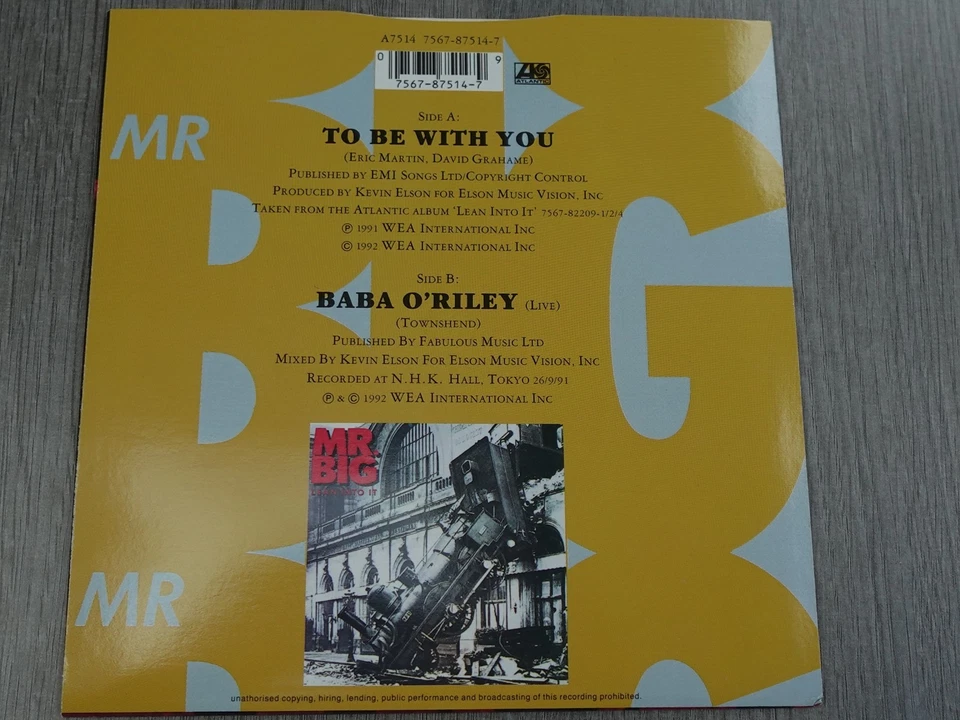 A7514 7567-87514-7
0 9
7567-87514-7
ATLANTIC
MR
SIDE A:
TO BE WITH YOU
(ERIC MARTIN, DAVID GRAHAME)
PUBLISHED BY EMI SONGS LTD/COPYRIGHT CONTROL
PRODUCED BY KEVIN ELSON FOR ELSON MUSIC VISION, INC
TAKEN FROM THE ATLANTIC ALBUM 'LEAN INTO IT' 7567-82209-1/2/4
℗ 1991 WEA INTERNATIONAL INC
© 1992 WEA INTERNATIONAL INC
BIG
SIDE B:
BABA O'RILEY (LIVE)
(TOWNSHEND)
PUBLISHED BY FABULOUS MUSIC LTD
MIXED BY KEVIN ELSON FOR ELSON MUSIC VISION, INC
RECORDED AT N.H.K. HALL, TOKYO 26/9/91
℗ & © 1992 WEA IINTERNATIONAL INC
MR.
BIG
LEAN INTO IT
MR
unauthorised copying, hiring, lending, public performance and broadcasting of this recording prohibited.